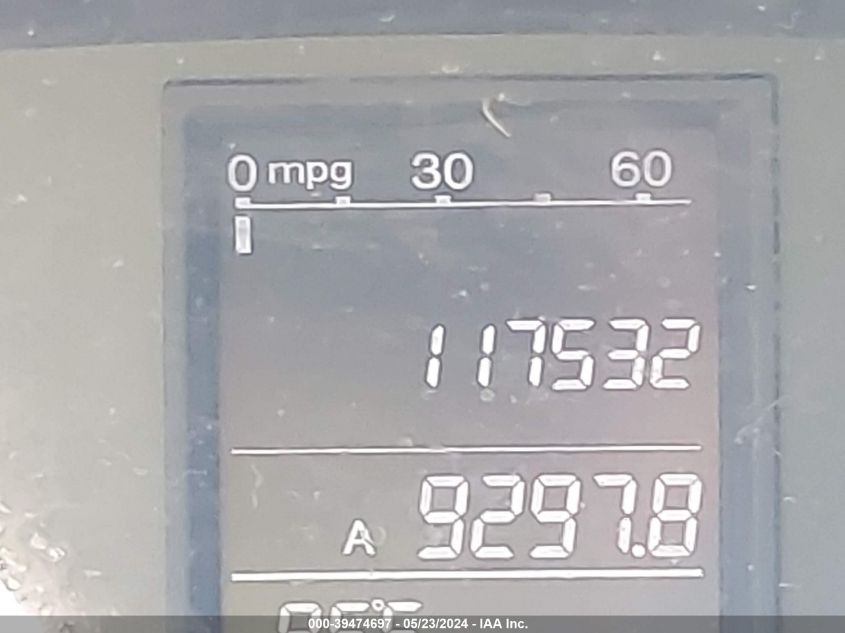 0 mpg 30 60
117532
A 9297.8
000-39474697 - 05/23/2024 - IAA Inc.